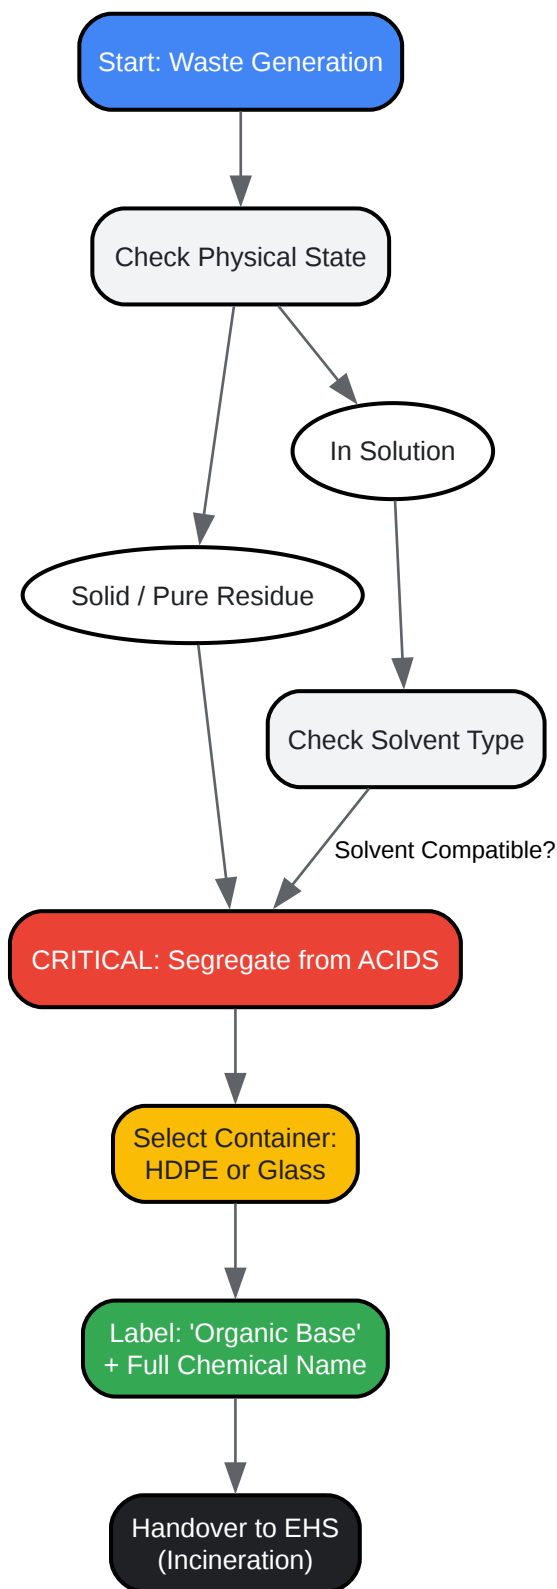 Start: Waste Generation
Check Physical State
In Solution
Solid / Pure Residue
Check Solvent Type
Solvent Compatible?
CRITICAL: Segregate from ACIDS
Select Container:
HDPE or Glass
Label: 'Organic Base'
+ Full Chemical Name
Handover to EHS
(Incineration)